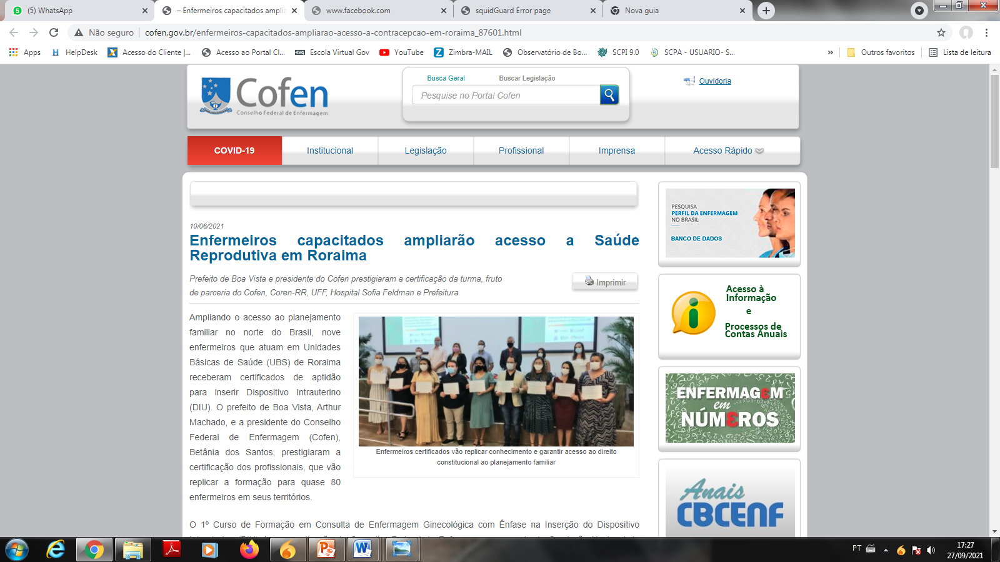 (5) WhatsApp
– Enfermeiros capacitados amplia
www.facebook.com
squidGuard Error page
Nova guia
Não seguro
cofen.gov.br/enfermeiros-capacitados-ampliarao-acesso-a-contracepcao-em-roraima_87601.html
Apps
HelpDesk
Acesso do Cliente |...
Acesso ao Portal Cl...
Escola Virtual Gov
YouTube
Zimbra-MAIL
Observatório de Bo...
SCPI 9.0
SCPA - USUARIO- S...
Outros favoritos
Lista de leitura
Cofen
Conselho Federal de Enfermagem
Busca Geral
Buscar Legislação
Pesquise no Portal Cofen
Ouvidoria
COVID-19
Institucional
Legislação
Profissional
Imprensa
Acesso Rápido
10/06/2021
Enfermeiros capacitados ampliarão acesso a Saúde
Reprodutiva em Roraima
Prefeito de Boa Vista e presidente do Cofen prestigiaram a certificação da turma, fruto
de parceria do Cofen, Coren-RR, UFF, Hospital Sofia Feldman e Prefeitura
Imprimir
Ampliando o acesso ao planejamento
familiar no norte do Brasil, nove
enfermeiros que atuam em Unidades
Básicas de Saúde (UBS) de Roraima
receberam certificados de aptidão
para inserir Dispositivo Intrauterino
(DIU). O prefeito de Boa Vista, Arthur
Machado, e a presidente do Conselho
Federal de Enfermagem (Cofen),
Betânia dos Santos, prestigiaram a
certificação dos profissionais, que vão
replicar a formação para quase 80
enfermeiros em seus territórios.
Enfermeiros certificados vão replicar conhecimento e garantir acesso ao direito
constitucional ao planejamento familiar
O 1º Curso de Formação em Consulta de Enfermagem Ginecológica com Ênfase na Inserção do Dispositivo
PESQUISA
PERFIL DA ENFERMAGEM
NO BRASIL
BANCO DE DADOS
Acesso à
Informação
e
Processos de
Contas Anuais
ENFERMAGEM
em
NÚMEROS
Anais
CBCENF
PT
17:27
27/09/2021